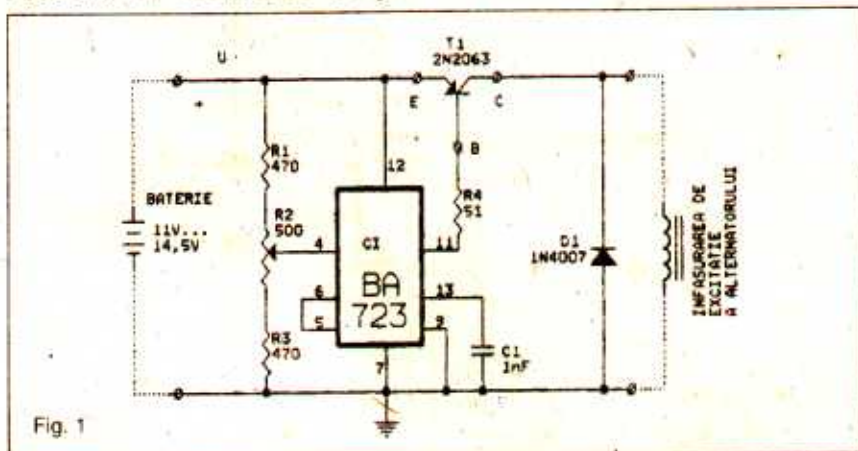 U
+
T1
2N2063
E
C
B
R1
470
12
BATERIE
11V...
14,5V
R2
500
4
CI
BA
723
11
R4
51
6
5
13
9
D1
1N4007
INFASURAREA DE
EXCITATIE
A ALTERNATORULUI
R3
470
7
C1
1nF
Fig. 1